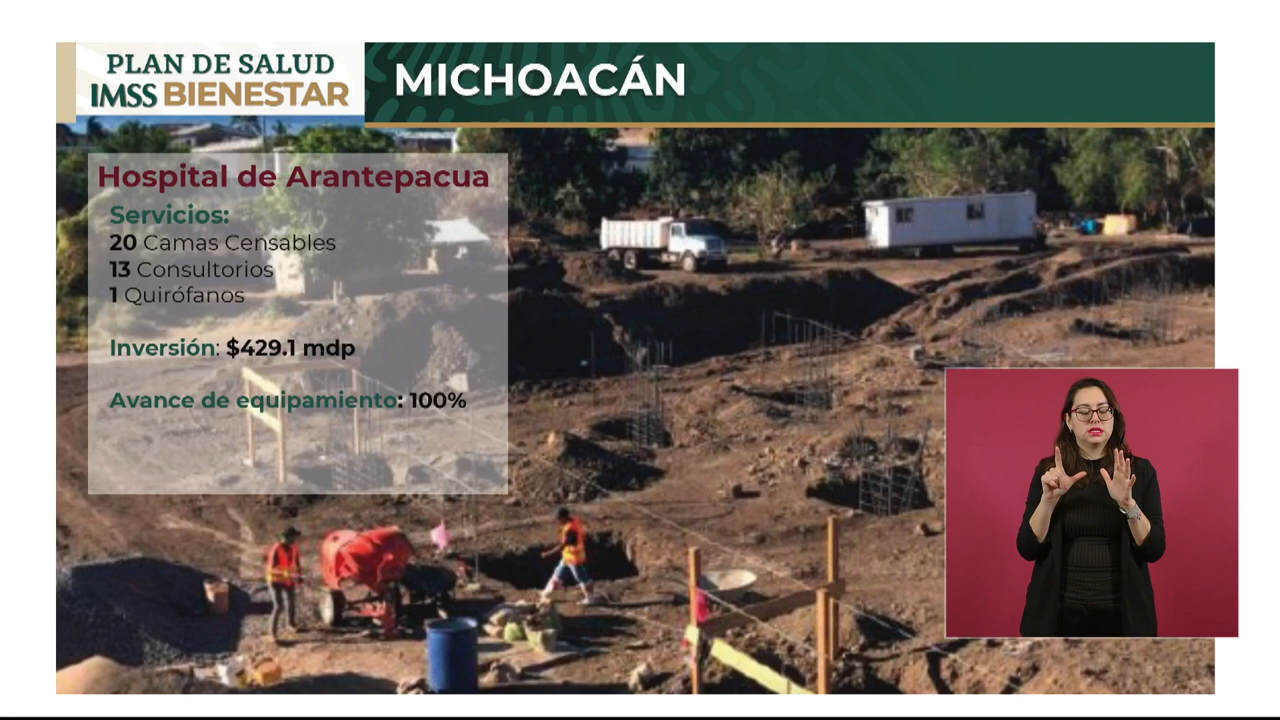 PLAN DE SALUD
IMSS BIENESTAR
MICHOACÁN
Hospital de Arantepacua
Servicios:
20 Camas Censables
13 Consultorios
1 Quirófanos
Inversión: $429.1 mdp
Avance de equipamiento: 100%